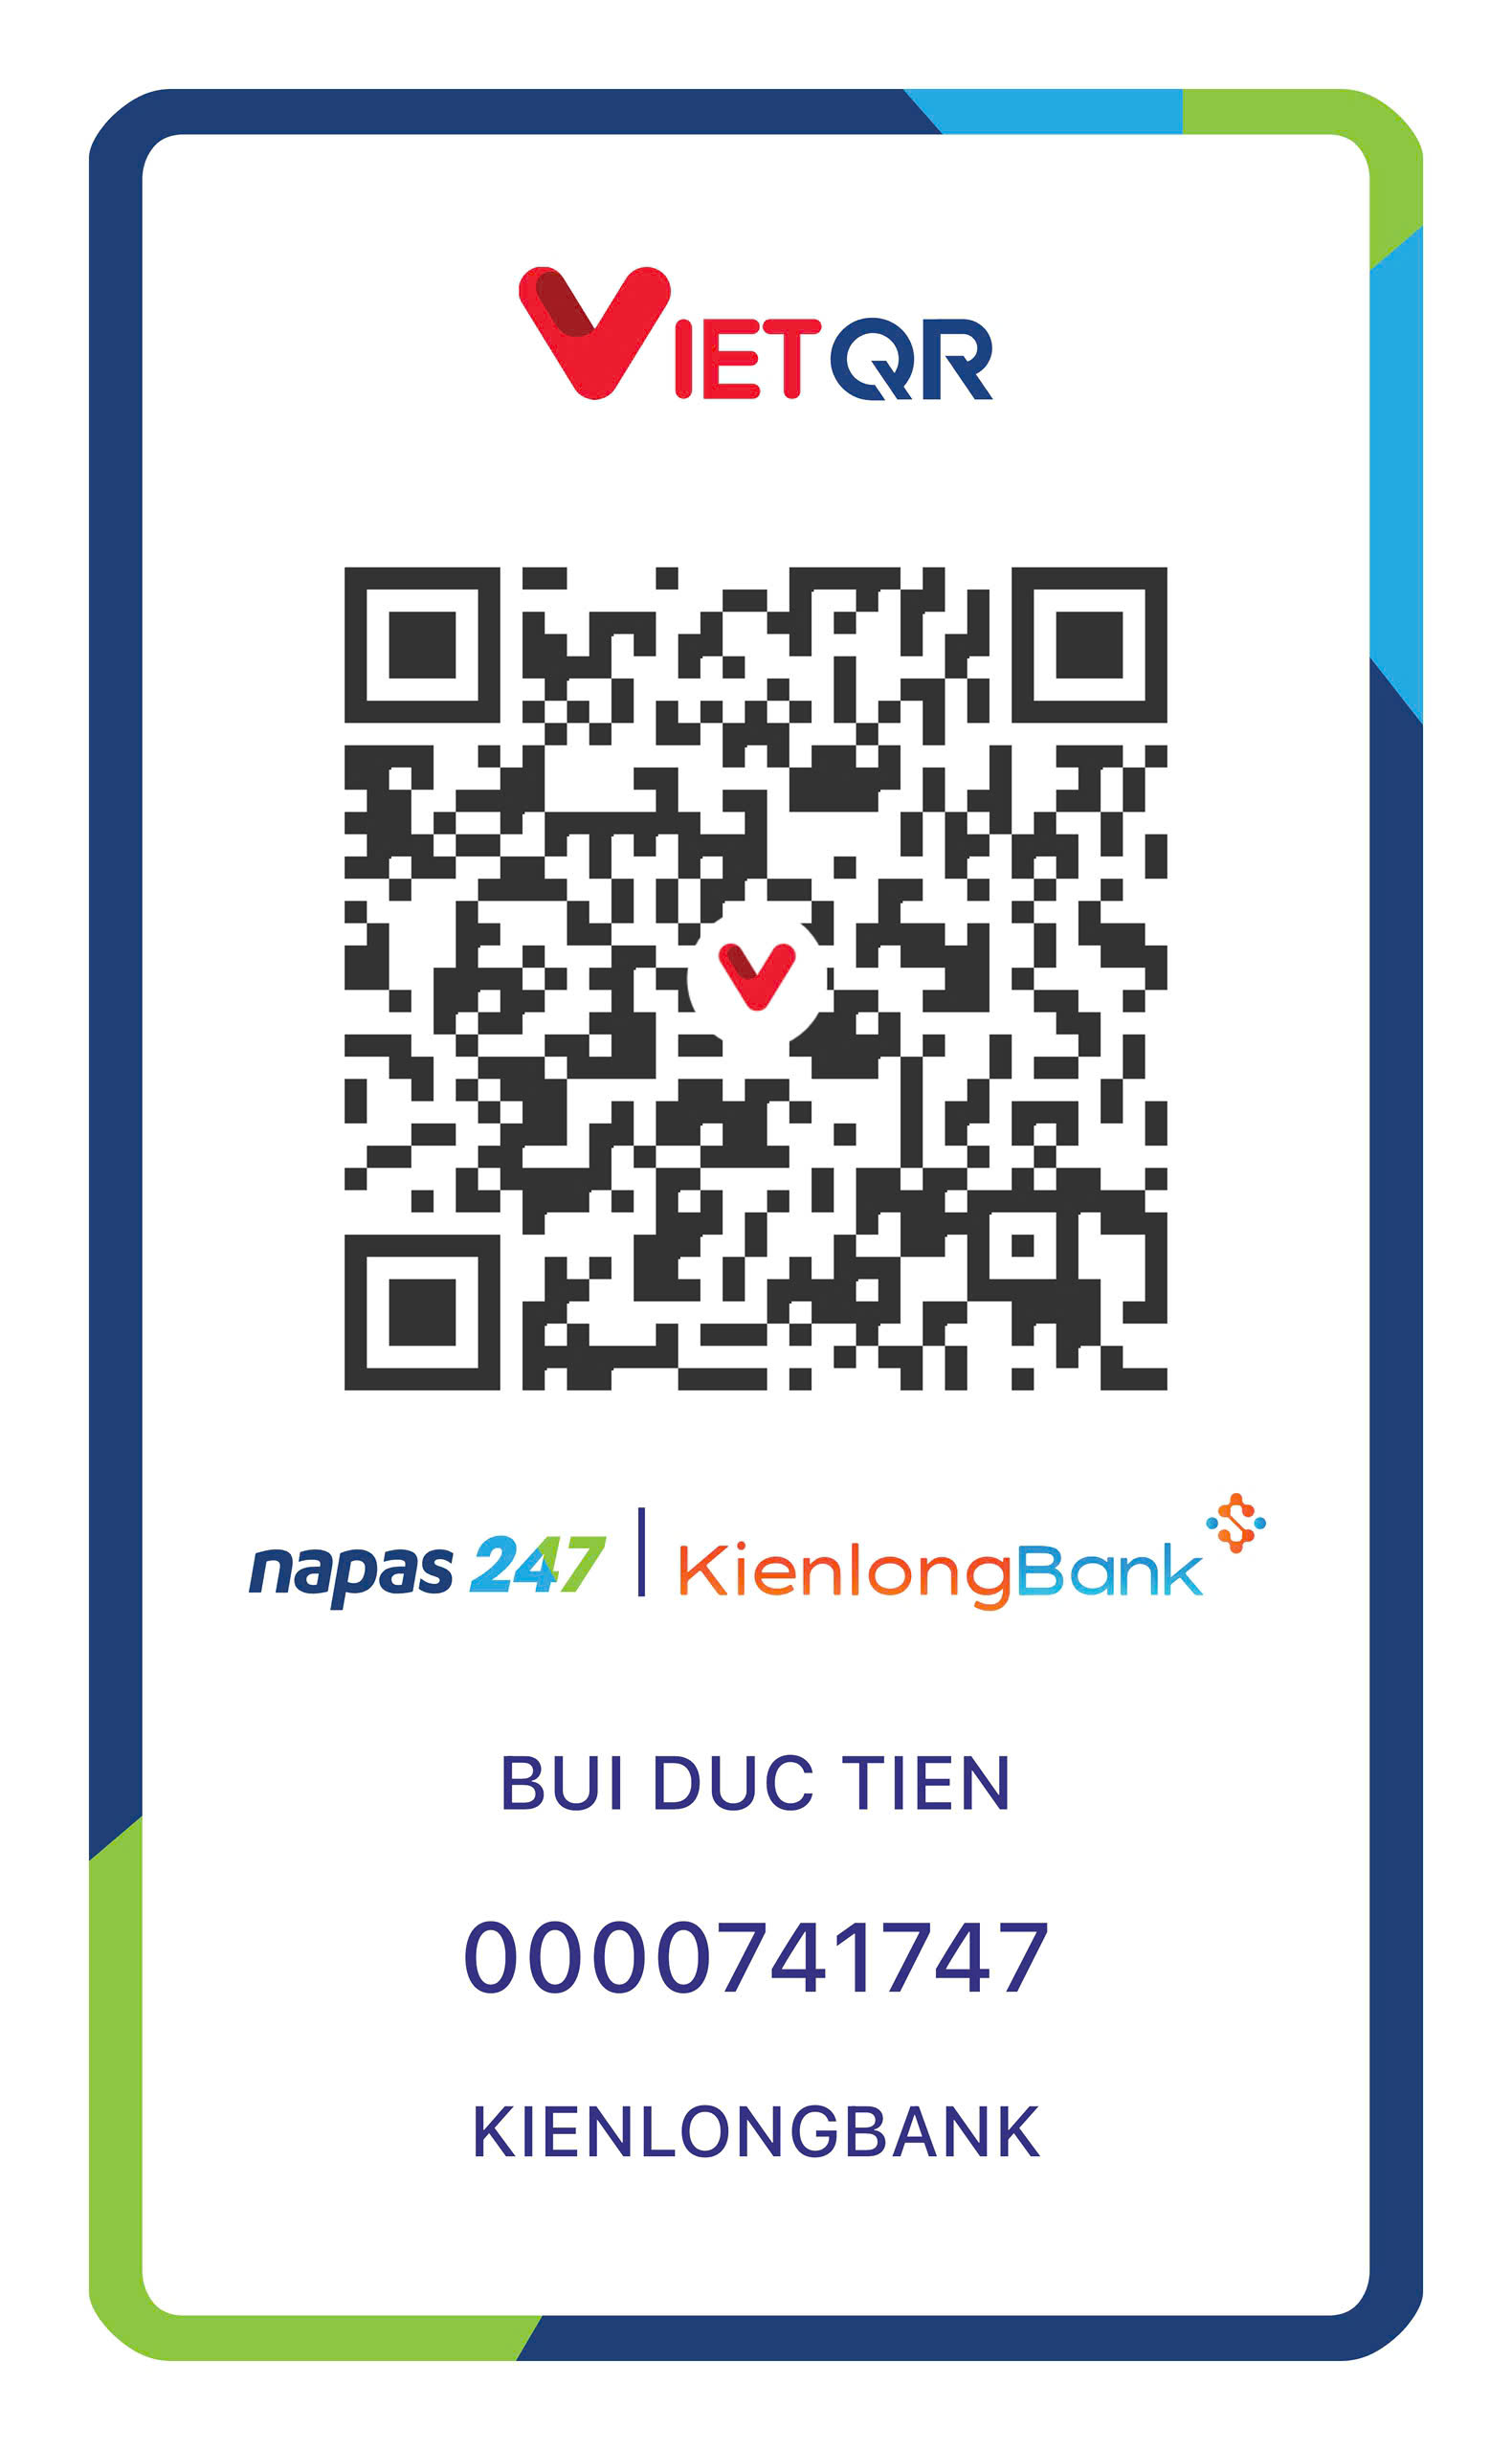 VIETQR
napas 247 | KienlongBank
BUI DUC TIEN
0000741747
KIENLONGBANK